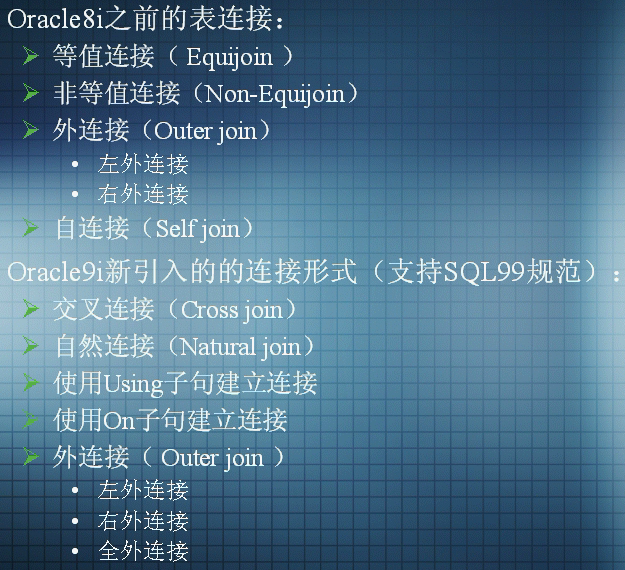 Oracle8i之前的表连接：
等值连接（ Equijoin ）
非等值连接（Non-Equijoin）
外连接（Outer join）
• 左外连接
• 右外连接
自连接（Self join）
Oracle9i新引入的的连接形式（支持SQL99规范）：
交叉连接（Cross join）
自然连接（Natural join）
使用Using子句建立连接
使用On子句建立连接
外连接（ Outer join ）
• 左外连接
• 右外连接
• 全外连接